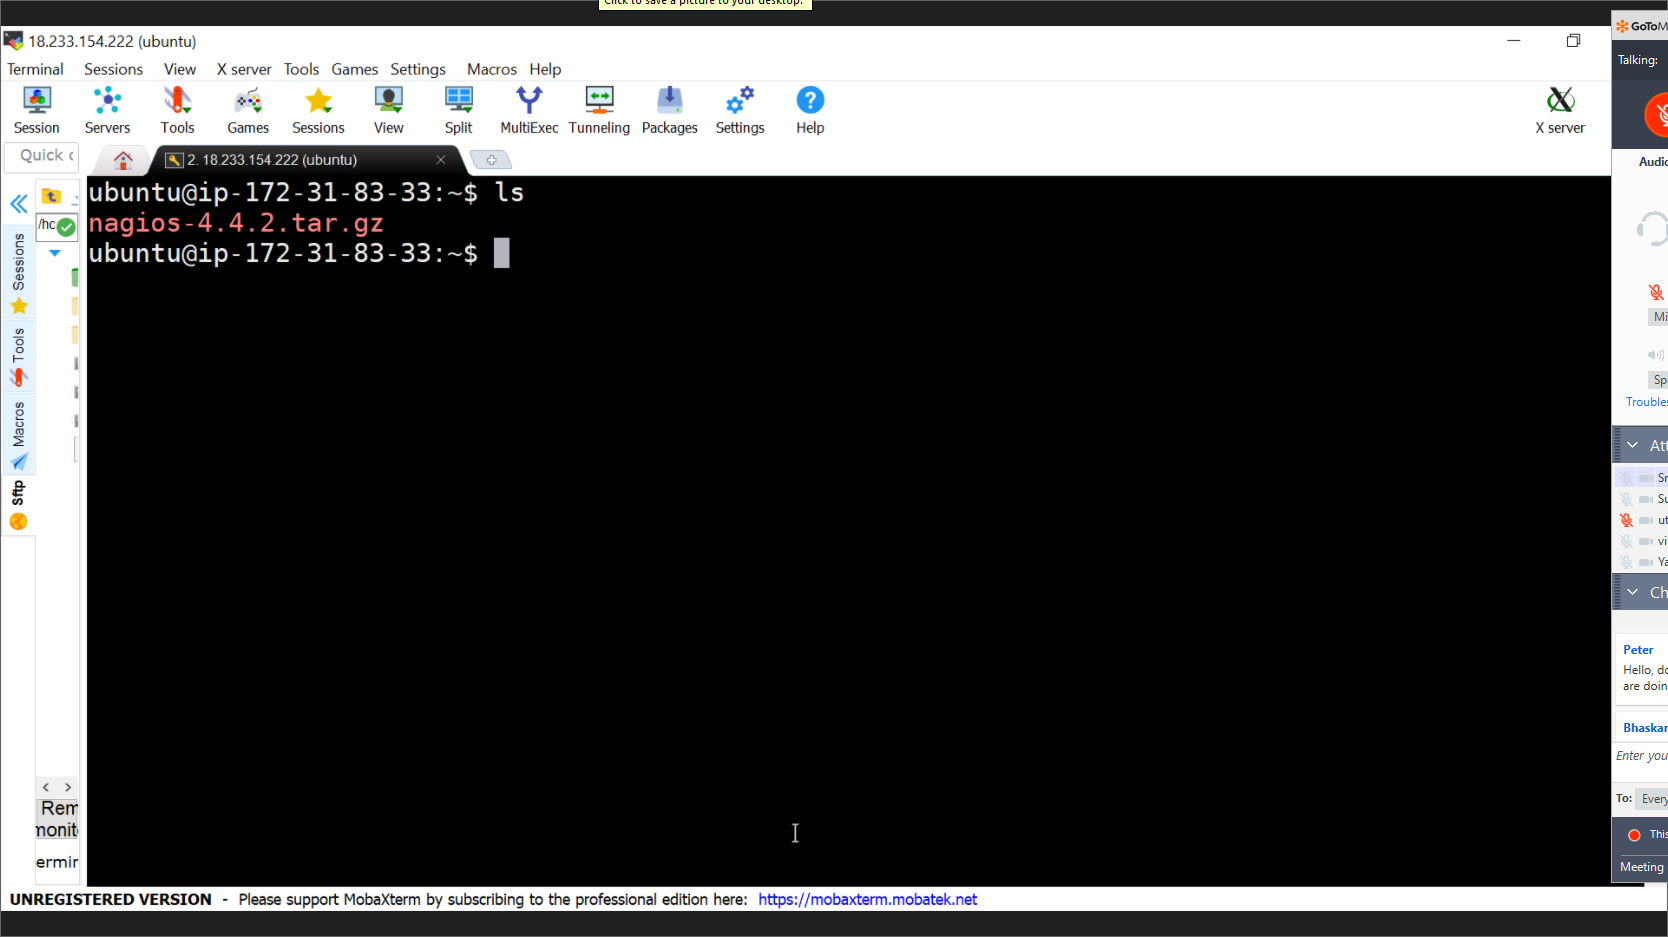 Click to save a picture to your desktop.
18.233.154.222 (ubuntu)
Terminal Sessions View X server Tools Games Settings Macros Help
Session Servers Tools Games Sessions View Split MultiExec Tunneling Packages Settings Help X server
Quick c
2. 18.233.154.222 (ubuntu)
/hc
ubuntu@ip-172-31-83-33:~$ ls
nagios-4.4.2.tar.gz
ubuntu@ip-172-31-83-33:~$
Sessions
Tools
Macros
Sftp
Rem
monit
ermir
UNREGISTERED VERSION - Please support MobaXterm by subscribing to the professional edition here: https://mobaxterm.mobatek.net
GoToM
Talking:
Audio
Mi
Sp
Troubles
Att
Sr
Su
ut
vi
Ya
Ch
Peter
Hello, do
are doin
Bhaskar
Enter you
To: Every
This
Meeting